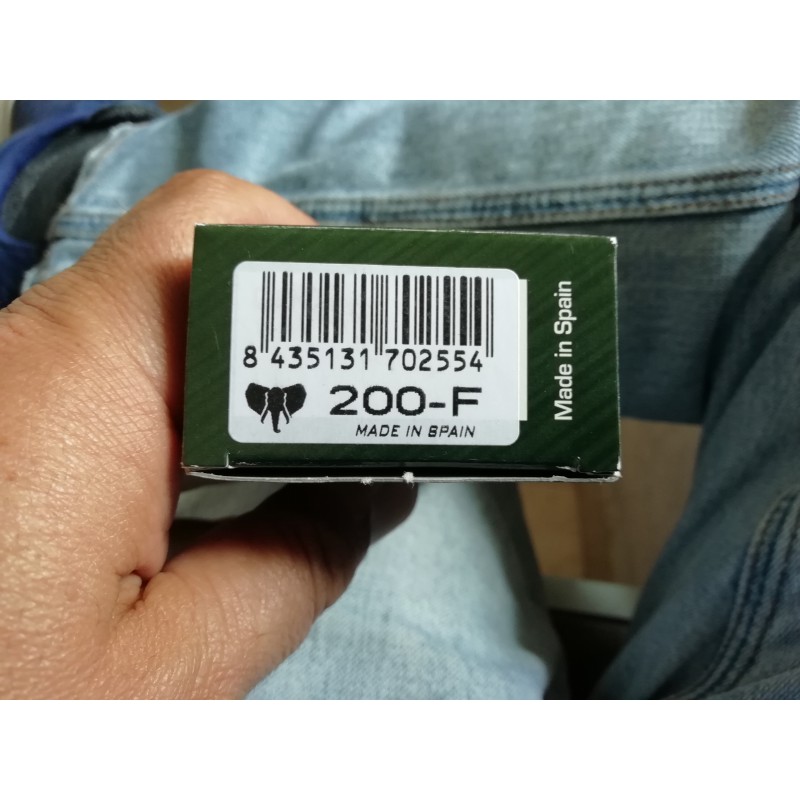 8 435131 702554
200-F
MADE IN SPAIN
Made in Spain